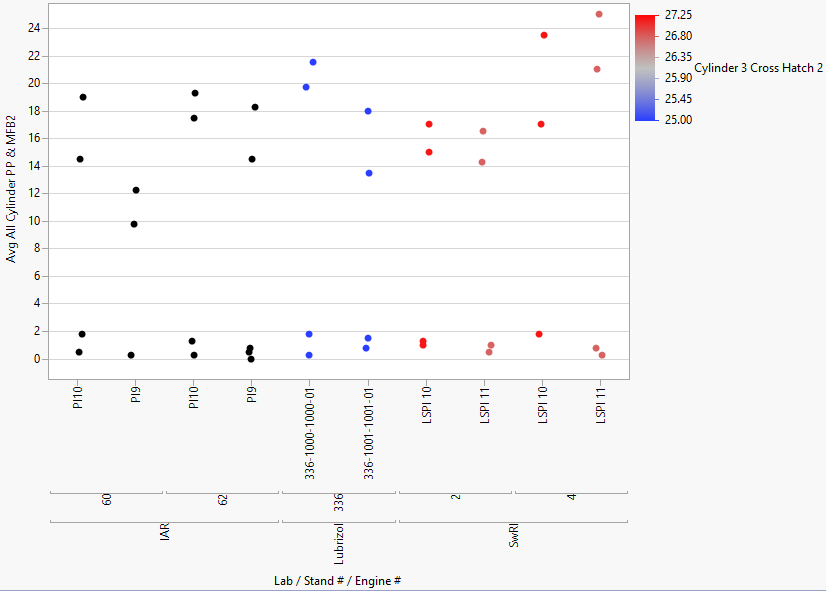 27.25
26.80
26.35
25.90
25.45
25.00
Cylinder 3 Cross Hatch 2
Avg All Cylinder PP & MFB2
24
22
20
18
16
14
12
10
8
6
4
2
0
PI10
PI9
PI10
PI9
336-1000-1000-01
336-1001-1001-01
LSPI 10
LSPI 11
LSPI 10
LSPI 11
60
62
336
2
4
IAR
Lubrizol
SwRI
Lab / Stand # / Engine #